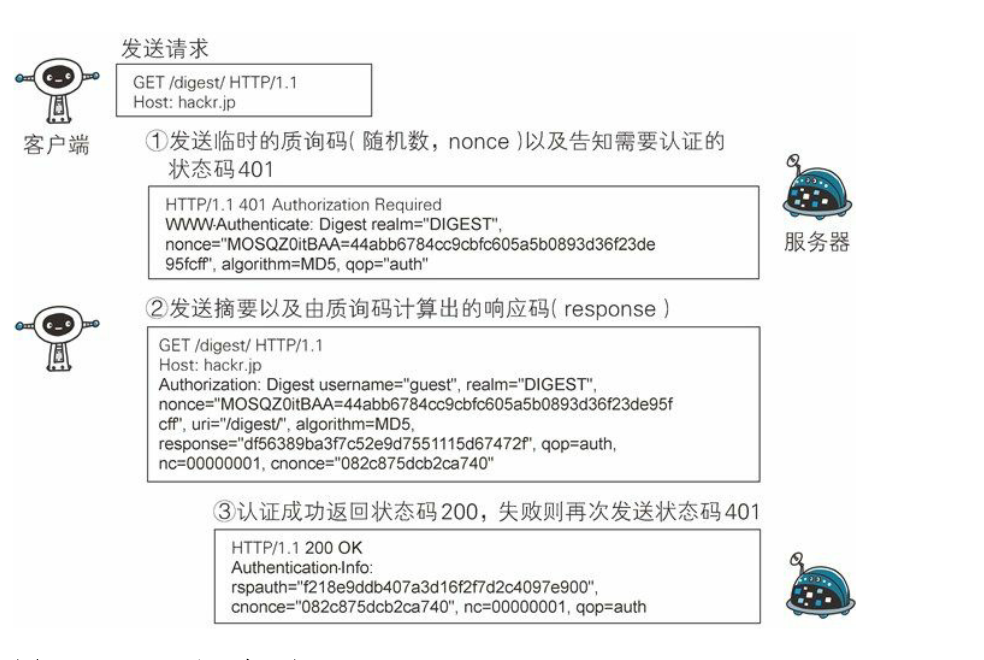 发送请求
GET /digest/ HTTP/1.1
Host: hackr.jp
客户端
①发送临时的质询码(随机数，nonce)以及告知需要认证的
状态码401
HTTP/1.1 401 Authorization Required
WWW-Authenticate: Digest realm="DIGEST",
nonce="MOSQZ0itBAA=44abb6784cc9cbfc605a5b0893d36f23de
95fcff", algorithm=MD5, qop="auth"
服务器
②发送摘要以及由质询码计算出的响应码(response)
GET /digest/ HTTP/1.1
Host: hackr.jp
Authorization: Digest username="guest", realm="DIGEST",
nonce="MOSQZ0itBAA=44abb6784cc9cbfc605a5b0893d36f23de95f
cff", uri="/digest/", algorithm=MD5,
response="df56389ba3f7c52e9d7551115d67472f", qop=auth,
nc=00000001, cnonce="082c875dcb2ca740"
③认证成功返回状态码200，失败则再次发送状态码401
HTTP/1.1 200 OK
Authentication-Info:
rspauth="f218e9ddb407a3d16f2f7d2c4097e900",
cnonce="082c875dcb2ca740", nc=00000001, qop=auth